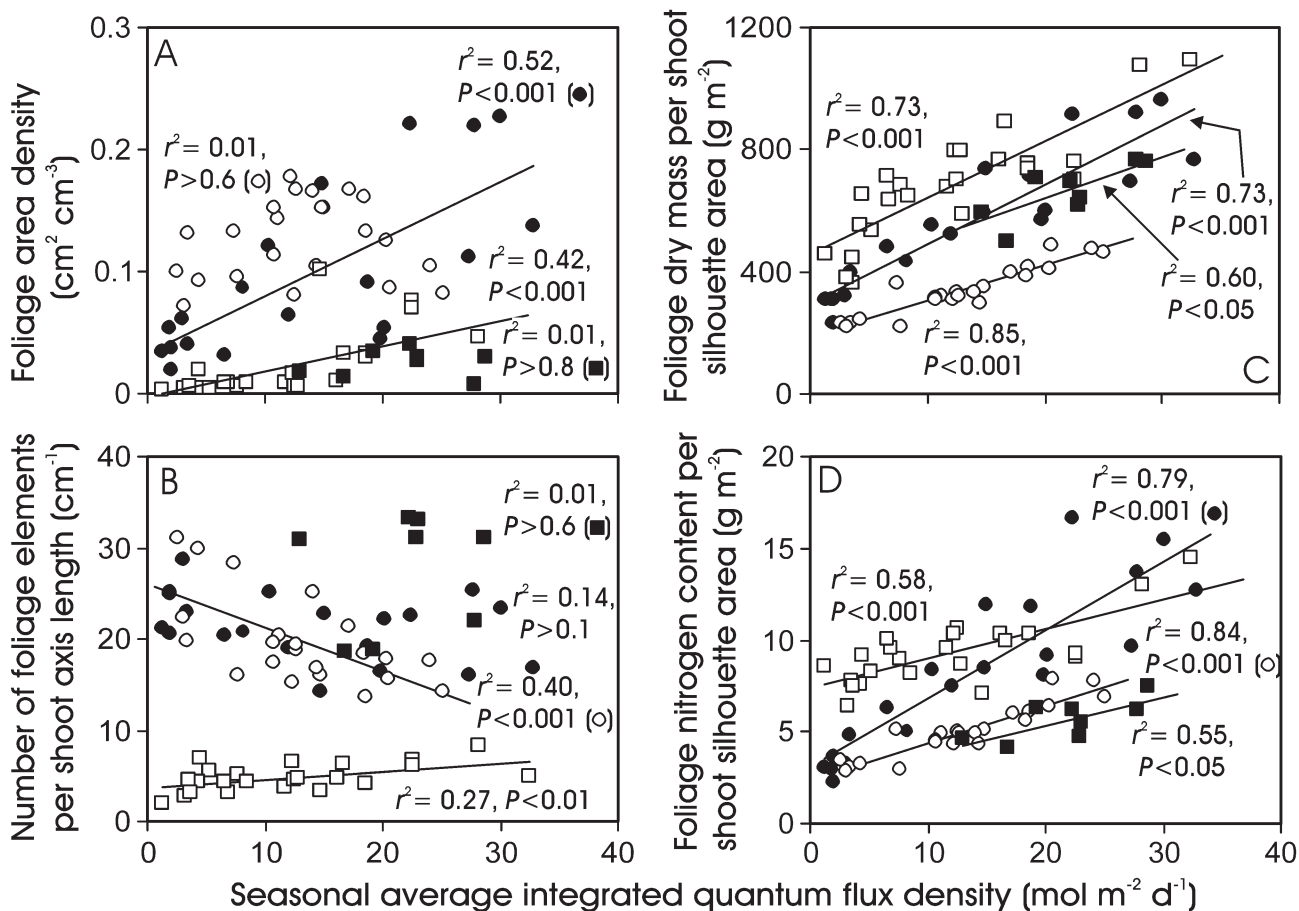 Foliage area density
(cm² cm⁻³)
0.3
0.2
0.1
0
A
r² = 0.52,
P<0.001 (●)
r² = 0.01,
P>0.6 (○)
r² = 0.42,
P<0.001
r² = 0.01,
P>0.8 (■)
Foliage dry mass per shoot
silhouette area (g m⁻²)
1200
800
400
0
r² = 0.73,
P<0.001
r² = 0.73,
P<0.001
r² = 0.60,
P<0.05
r² = 0.85,
P<0.001
C
Number of foliage elements
per shoot axis length (cm⁻¹)
40
30
20
10
0
B
r² = 0.01,
P>0.6 (■)
r² = 0.14,
P>0.1
r² = 0.40,
P<0.001 (○)
r² = 0.27, P<0.01
0 10 20 30 40
Foliage nitrogen content per
shoot silhouette area (g m⁻²)
20
15
10
5
0
D
r² = 0.79,
P<0.001 (●)
r² = 0.58,
P<0.001
r² = 0.84,
P<0.001 (○)
r² = 0.55,
P<0.05
0 10 20 30 40
Seasonal average integrated quantum flux density (mol m⁻² d⁻¹)